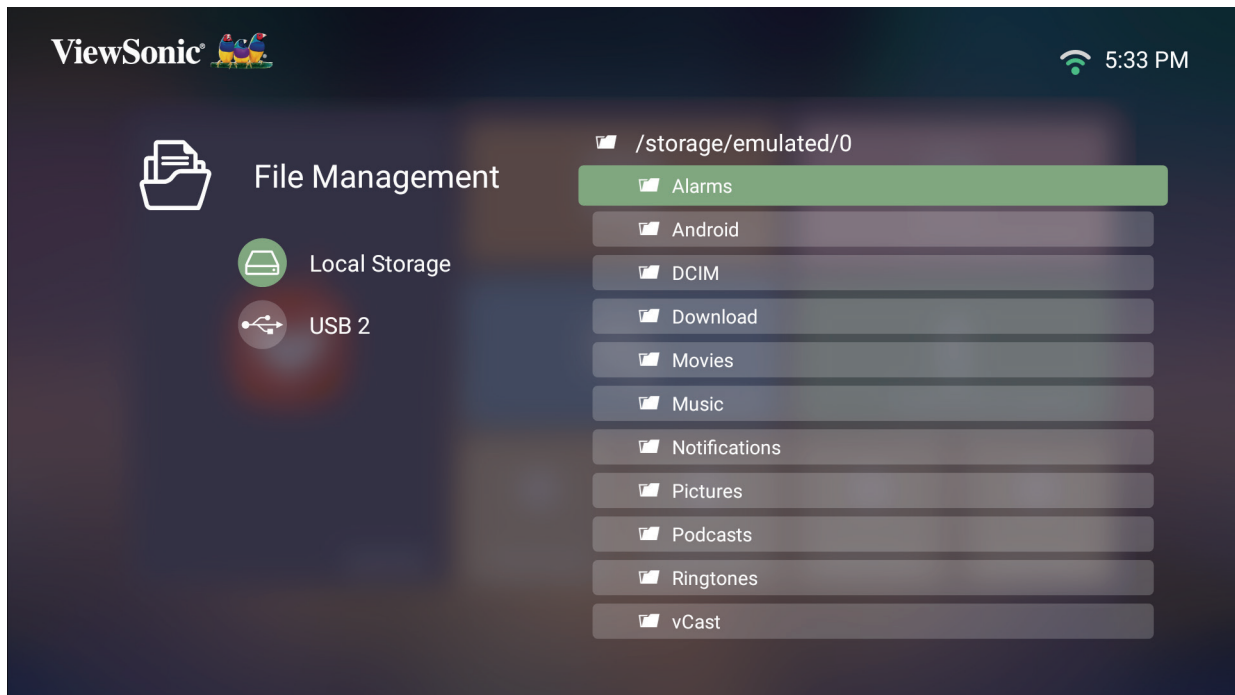 ViewSonic®
5:33 PM
File Management
Local Storage
USB 2
/storage/emulated/0
Alarms
Android
DCIM
Download
Movies
Music
Notifications
Pictures
Podcasts
Ringtones
vCast